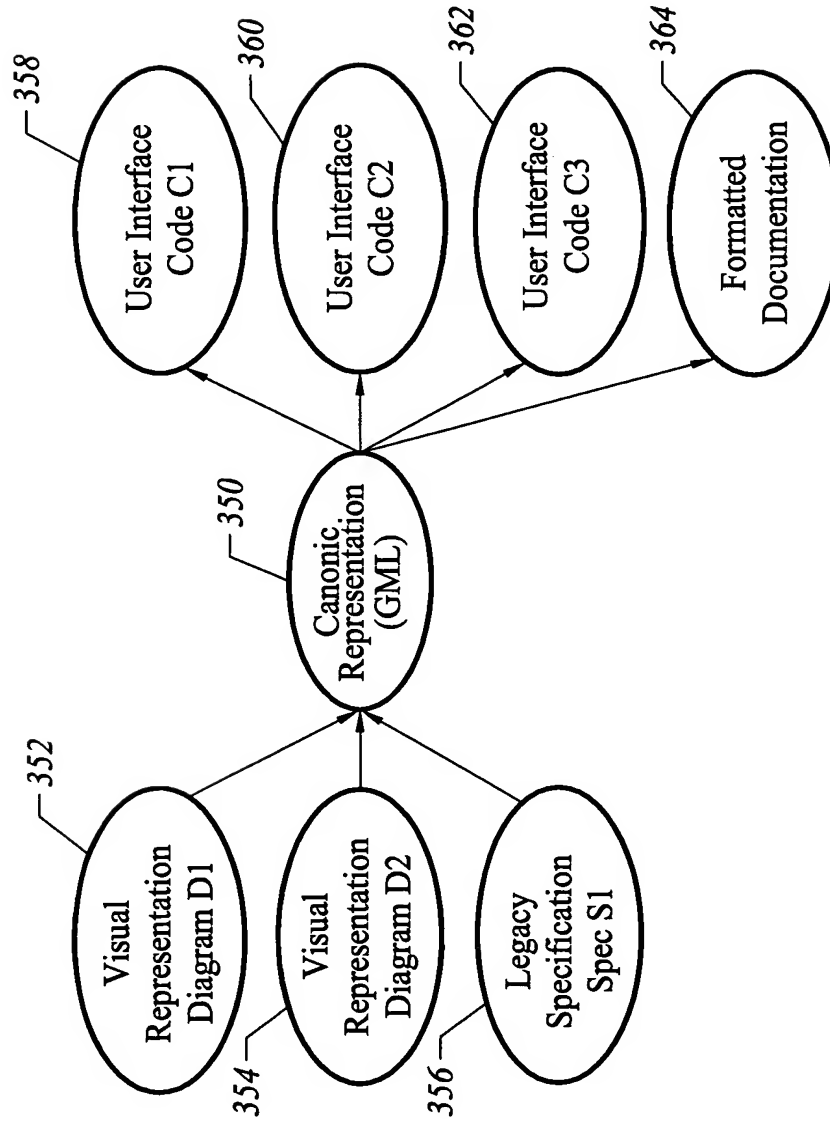 352
Visual
Representation
Diagram D1
354
Visual
Representation
Diagram D2
356
Legacy
Specification
Spec S1
350
Canonic
Representation
(GML)
358
User Interface
Code C1
360
User Interface
Code C2
362
User Interface
Code C3
364
Formatted
Documentation